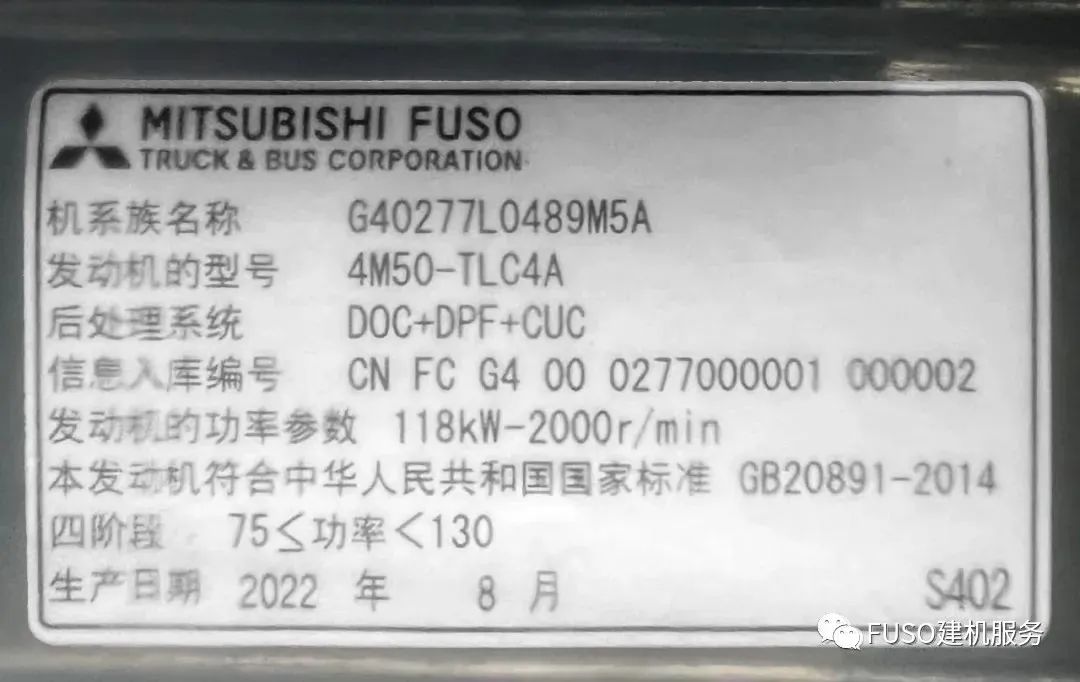 MITSUBISHI FUSO
TRUCK & BUS CORPORATION
机系族名称 G40277L0489M5A
发动机的型号 4M50-TLC4A
后处理系统 DOC+DPF+CUC
信息入库编号 CN FC G4 00 0277000001 000002
发动机的功率参数 118kW-2000r/min
本发动机符合中华人民共和国国家标准 GB20891-2014
四阶段 75≤功率<130
生产日期 2022 年 8 月
S402
FUSO建机服务